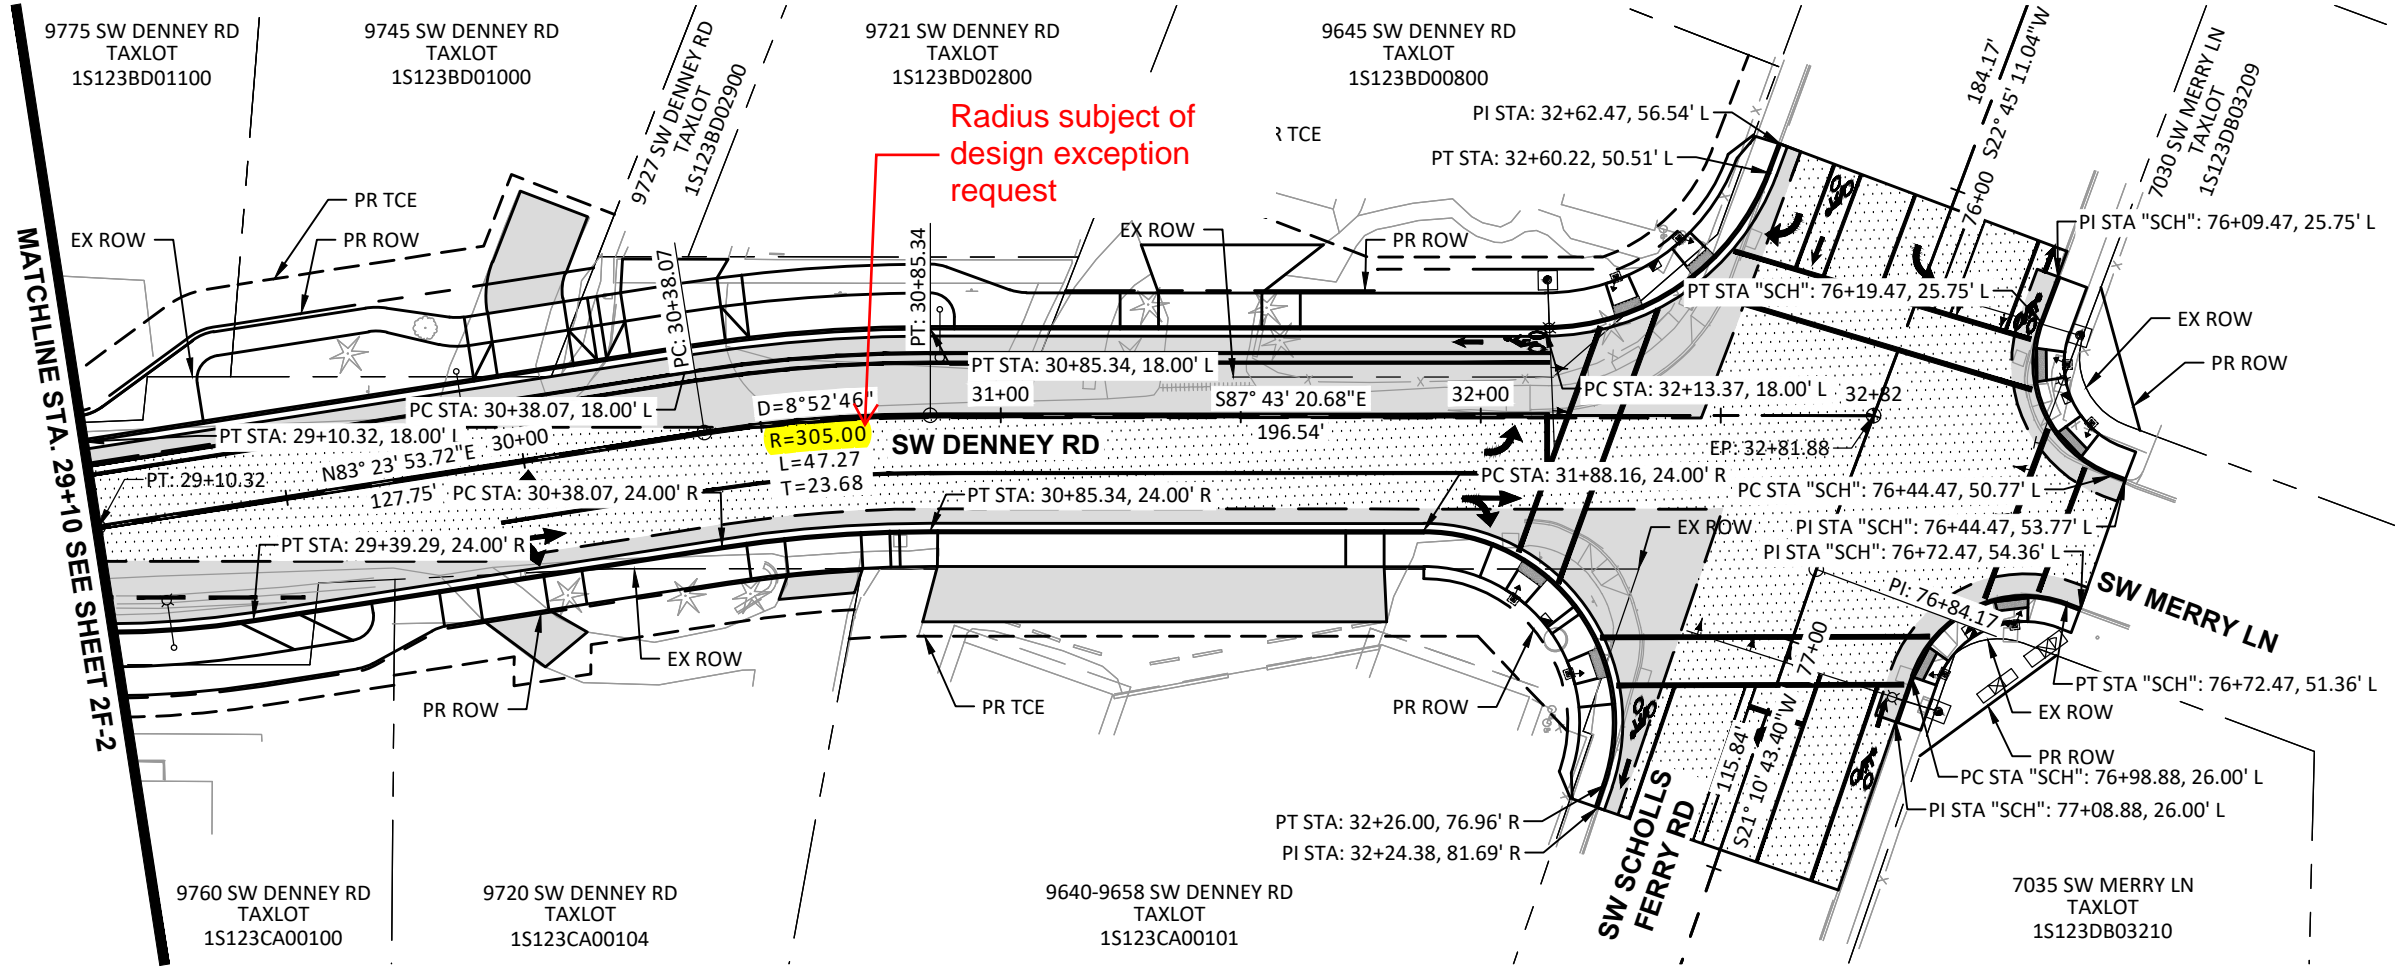 9775 SW DENNEY RD
TAXLOT
1S123BD01100
9745 SW DENNEY RD
TAXLOT
1S123BD01000
9727 SW DENNEY RD
TAXLOT
1S123BD02900
9721 SW DENNEY RD
TAXLOT
1S123BD02800
9645 SW DENNEY RD
TAXLOT
1S123BD00800
Radius subject of
design exception
request
R TCE
PI STA: 32+62.47, 56.54' L
PT STA: 32+60.22, 50.51' L
184.17'
S22° 45' 11.04"W
76+00
7030 SW MERRY LN
TAXLOT
1S123DB03209
PI STA "SCH": 76+09.47, 25.75' L
PT STA "SCH": 76+19.47, 25.75' L
EX ROW
PR ROW
MATCHLINE STA. 29+10 SEE SHEET 2F-2
EX ROW
PR TCE
PR ROW
PC: 30+38.07
PT: 30+85.34
EX ROW
PR ROW
PT STA: 30+85.34, 18.00' L
PC STA: 30+38.07, 18.00' L
D=8°52'46"
R=305.00
L=47.27
T=23.68
31+00
S87° 43' 20.68"E
196.54'
32+00
PC STA: 32+13.37, 18.00' L
32+82
EP: 32+81.88
PT STA: 29+10.32, 18.00' L
30+00
N83° 23' 53.72"E
127.75'
PT: 29+10.32
SW DENNEY RD
PC STA: 30+38.07, 24.00' R
PT STA: 30+85.34, 24.00' R
PC STA: 31+88.16, 24.00' R
PC STA "SCH": 76+44.47, 50.77' L
PI STA "SCH": 76+44.47, 53.77' L
PI STA "SCH": 76+72.47, 54.36' L
EX ROW
PT STA: 29+39.29, 24.00' R
PI: 76+84.17
SW MERRY LN
77+00
EX ROW
PR ROW
PR TCE
PR ROW
PT STA "SCH": 76+72.47, 51.36' L
EX ROW
PR ROW
PC STA "SCH": 76+98.88, 26.00' L
PI STA "SCH": 77+08.88, 26.00' L
115.84'
S21° 10' 43.40"W
SW SCHOLLS
FERRY RD
PT STA: 32+26.00, 76.96' R
PI STA: 32+24.38, 81.69' R
9760 SW DENNEY RD
TAXLOT
1S123CA00100
9720 SW DENNEY RD
TAXLOT
1S123CA00104
9640-9658 SW DENNEY RD
TAXLOT
1S123CA00101
7035 SW MERRY LN
TAXLOT
1S123DB03210